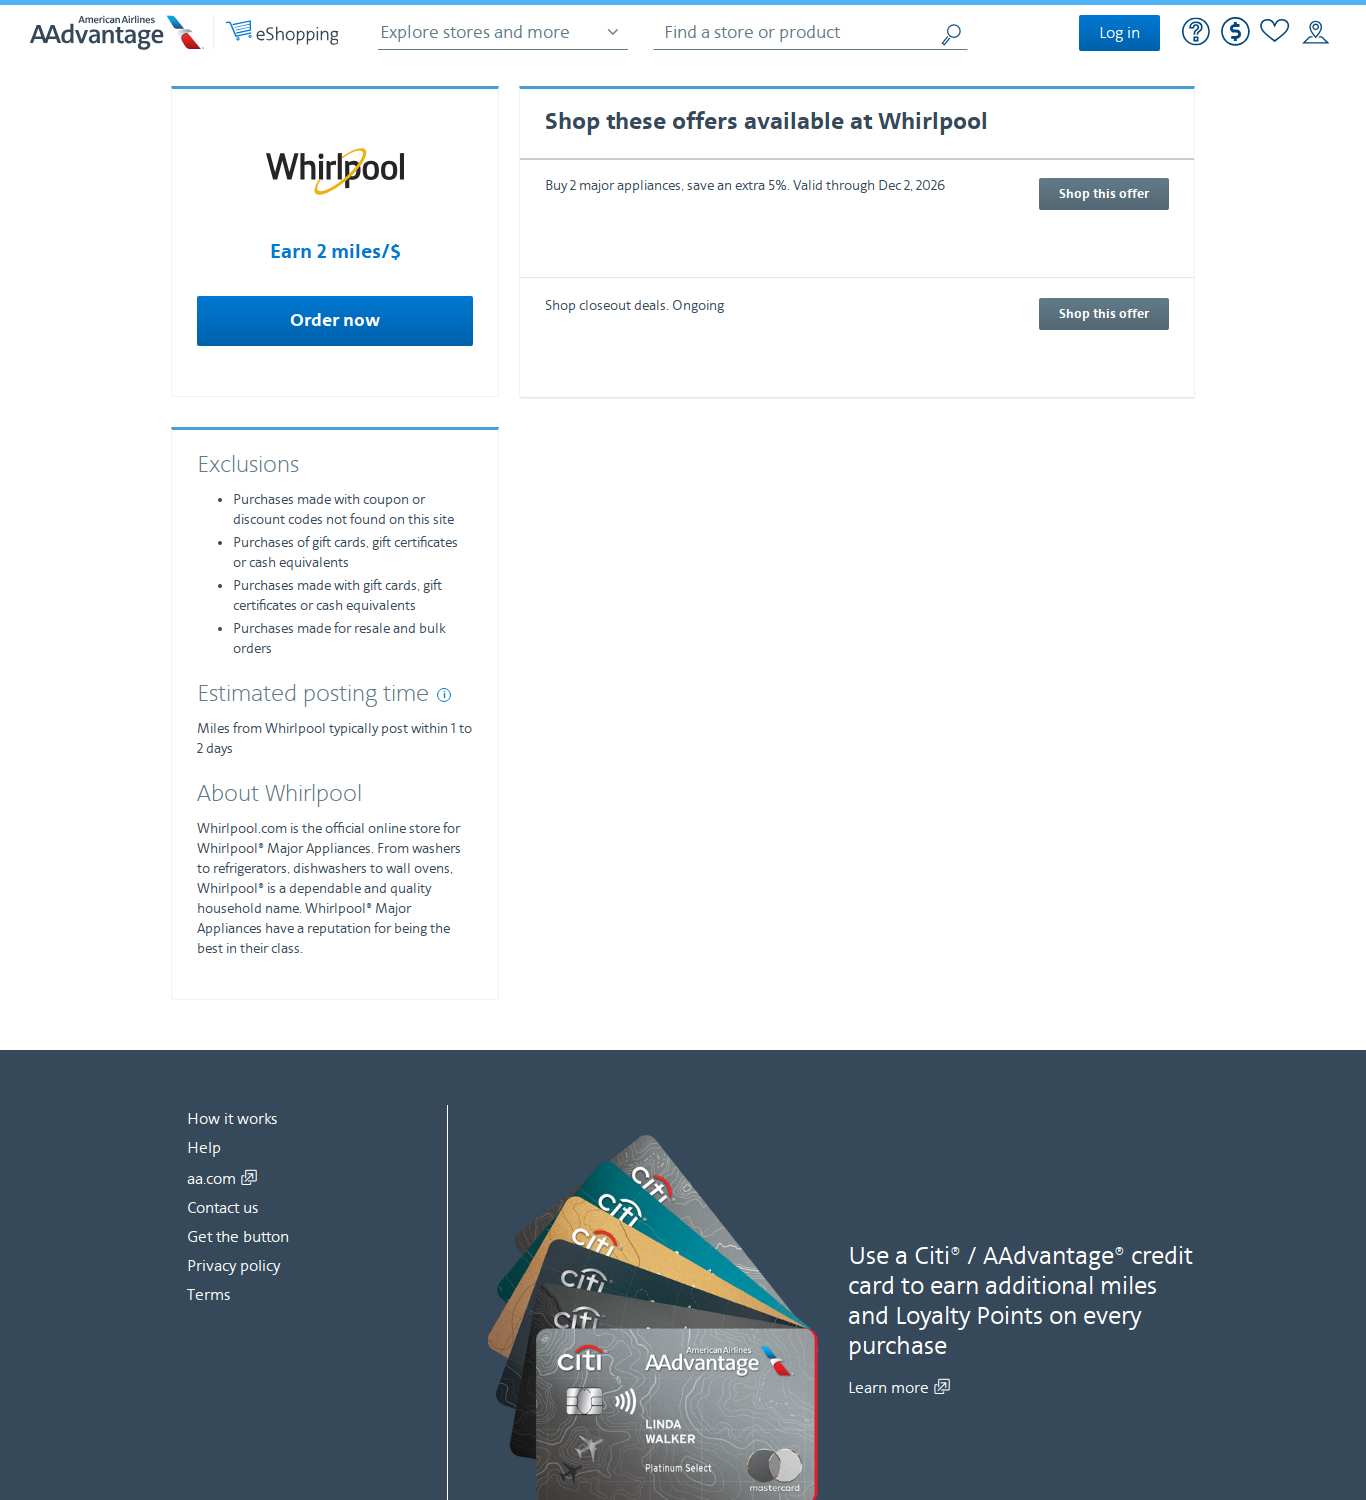 American Airlines
AAdvantage
eShopping
Explore stores and more
Find a store or product
Log in
Whirlpool
Earn 2 miles/$
Order now
Shop these offers available at Whirlpool
Buy 2 major appliances, save an extra 5%. Valid through Dec 2, 2026
Shop this offer
Shop closeout deals. Ongoing
Shop this offer
Exclusions
Purchases made with coupon or
discount codes not found on this site
Purchases of gift cards, gift certificates
or cash equivalents
Purchases made with gift cards, gift
certificates or cash equivalents
Purchases made for resale and bulk
orders
Estimated posting time
Miles from Whirlpool typically post within 1 to
2 days
About Whirlpool
Whirlpool.com is the official online store for
Whirlpool® Major Appliances. From washers
to refrigerators, dishwashers to wall ovens,
Whirlpool® is a dependable and quality
household name. Whirlpool® Major
Appliances have a reputation for being the
best in their class.
How it works
Help
aa.com
Contact us
Get the button
Privacy policy
Terms
citi
citi
citi
citi
citi
citi
American Airlines
AAdvantage
LINDA
WALKER
Platinum Select
mastercard
Use a Citi® / AAdvantage® credit
card to earn additional miles
and Loyalty Points on every
purchase
Learn more